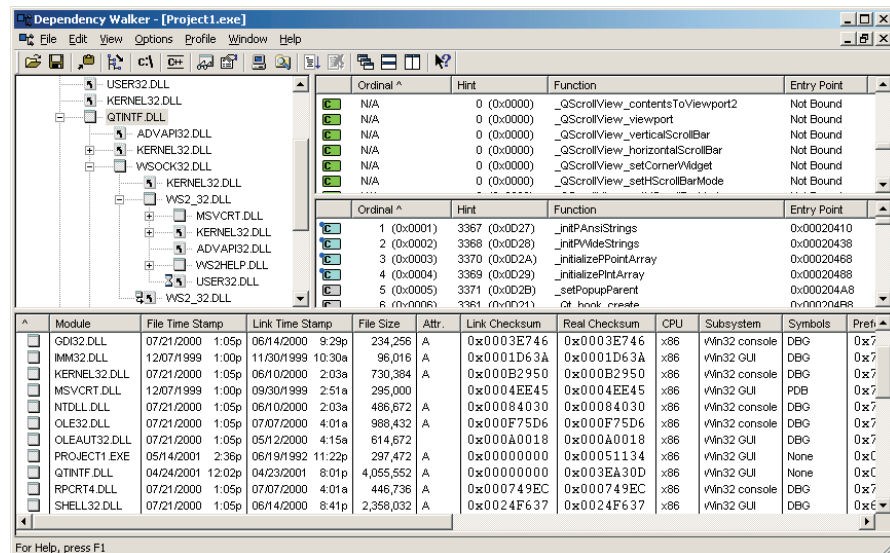 Dependency Walker - [Project1.exe]
File Edit View Options Profile Window Help
c:\ C++
USER32.DLL
KERNEL32.DLL
QTINTF.DLL
ADVAPI32.DLL
KERNEL32.DLL
WSOCK32.DLL
KERNEL32.DLL
WS2_32.DLL
MSVCRT.DLL
KERNEL32.DLL
ADVAPI32.DLL
WS2HELP.DLL
USER32.DLL
WS2_32.DLL
Ordinal ^ Hint Function Entry Point
C N/A 0 (0x0000) _QScrollView_contentsToViewport2 Not Bound
C N/A 0 (0x0000) _QScrollView_viewport Not Bound
C N/A 0 (0x0000) _QScrollView_verticalScrollBar Not Bound
C N/A 0 (0x0000) _QScrollView_horizontalScrollBar Not Bound
C N/A 0 (0x0000) _QScrollView_setCornerWidget Not Bound
C N/A 0 (0x0000) _QScrollView_setHScrollBarMode Not Bound
Ordinal ^ Hint Function Entry Point
C 1 (0x0001) 3367 (0x0D27) _initPAnsiStrings 0x00020410
C 2 (0x0002) 3368 (0x0D28) _initPWideStrings 0x00020438
C 3 (0x0003) 3370 (0x0D2A) _initializePPointArray 0x00020468
C 4 (0x0004) 3369 (0x0D29) _initializePIntArray 0x00020488
C 5 (0x0005) 3371 (0x0D2B) _setPopupParent 0x000204A8
C 6 (0x0006) 3361 (0x0D21) _Qt_hook_create 0x000204B8
^ Module File Time Stamp Link Time Stamp File Size Attr. Link Checksum Real Checksum CPU Subsystem Symbols Prefe
GDI32.DLL 07/21/2000 1:05p 06/14/2000 9:29p 234,256 A 0x0003E746 0x0003E746 x86 Win32 console DBG 0x7
IMM32.DLL 12/07/1999 1:00p 11/30/1999 10:30a 96,016 A 0x0001D63A 0x0001D63A x86 Win32 GUI DBG 0x7
KERNEL32.DLL 07/21/2000 1:05p 06/10/2000 2:03a 730,384 A 0x000B2950 0x000B2950 x86 Win32 console DBG 0x7
MSVCRT.DLL 12/07/1999 1:00p 09/30/1999 2:51a 295,000 0x0004EE45 0x0004EE45 x86 Win32 GUI PDB 0x7
NTDLL.DLL 07/21/2000 1:05p 06/10/2000 2:03a 486,672 A 0x00084030 0x00084030 x86 Win32 console DBG 0x7
OLE32.DLL 07/21/2000 1:05p 07/07/2000 4:01a 988,432 A 0x000F75D6 0x000F75D6 x86 Win32 console DBG 0x7
OLEAUT32.DLL 07/21/2000 1:05p 05/12/2000 4:15a 614,672 0x000A0018 0x000A0018 x86 Win32 GUI DBG 0x7
PROJECT1.EXE 05/14/2001 2:36p 06/19/1992 11:22p 297,472 A 0x00000000 0x00051134 x86 Win32 GUI None 0x0
QTINTF.DLL 04/24/2001 12:02p 04/23/2001 8:01p 4,055,552 A 0x00000000 0x003EA30D x86 Win32 GUI None 0x0
RPCRT4.DLL 07/21/2000 1:05p 07/07/2000 4:01a 446,736 A 0x000749EC 0x000749EC x86 Win32 console DBG 0x7
SHELL32.DLL 07/21/2000 1:05p 06/14/2000 8:41p 2,358,032 A 0x0024F637 0x0024F637 x86 Win32 GUI DBG 0x6
For Help, press F1